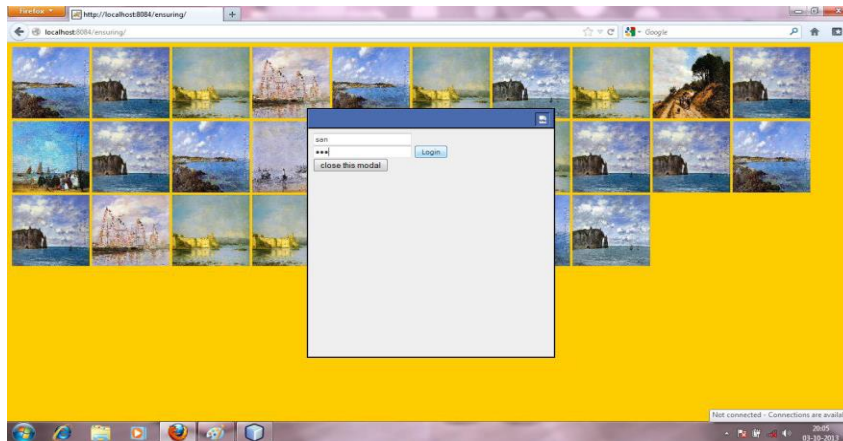 Firefox
http://localhost:8084/ensuring/
+
localhost:8084/ensuring/
Google
san
•••
Login
close this modal
Not connected - Connections are availa
20:05
03-10-2013